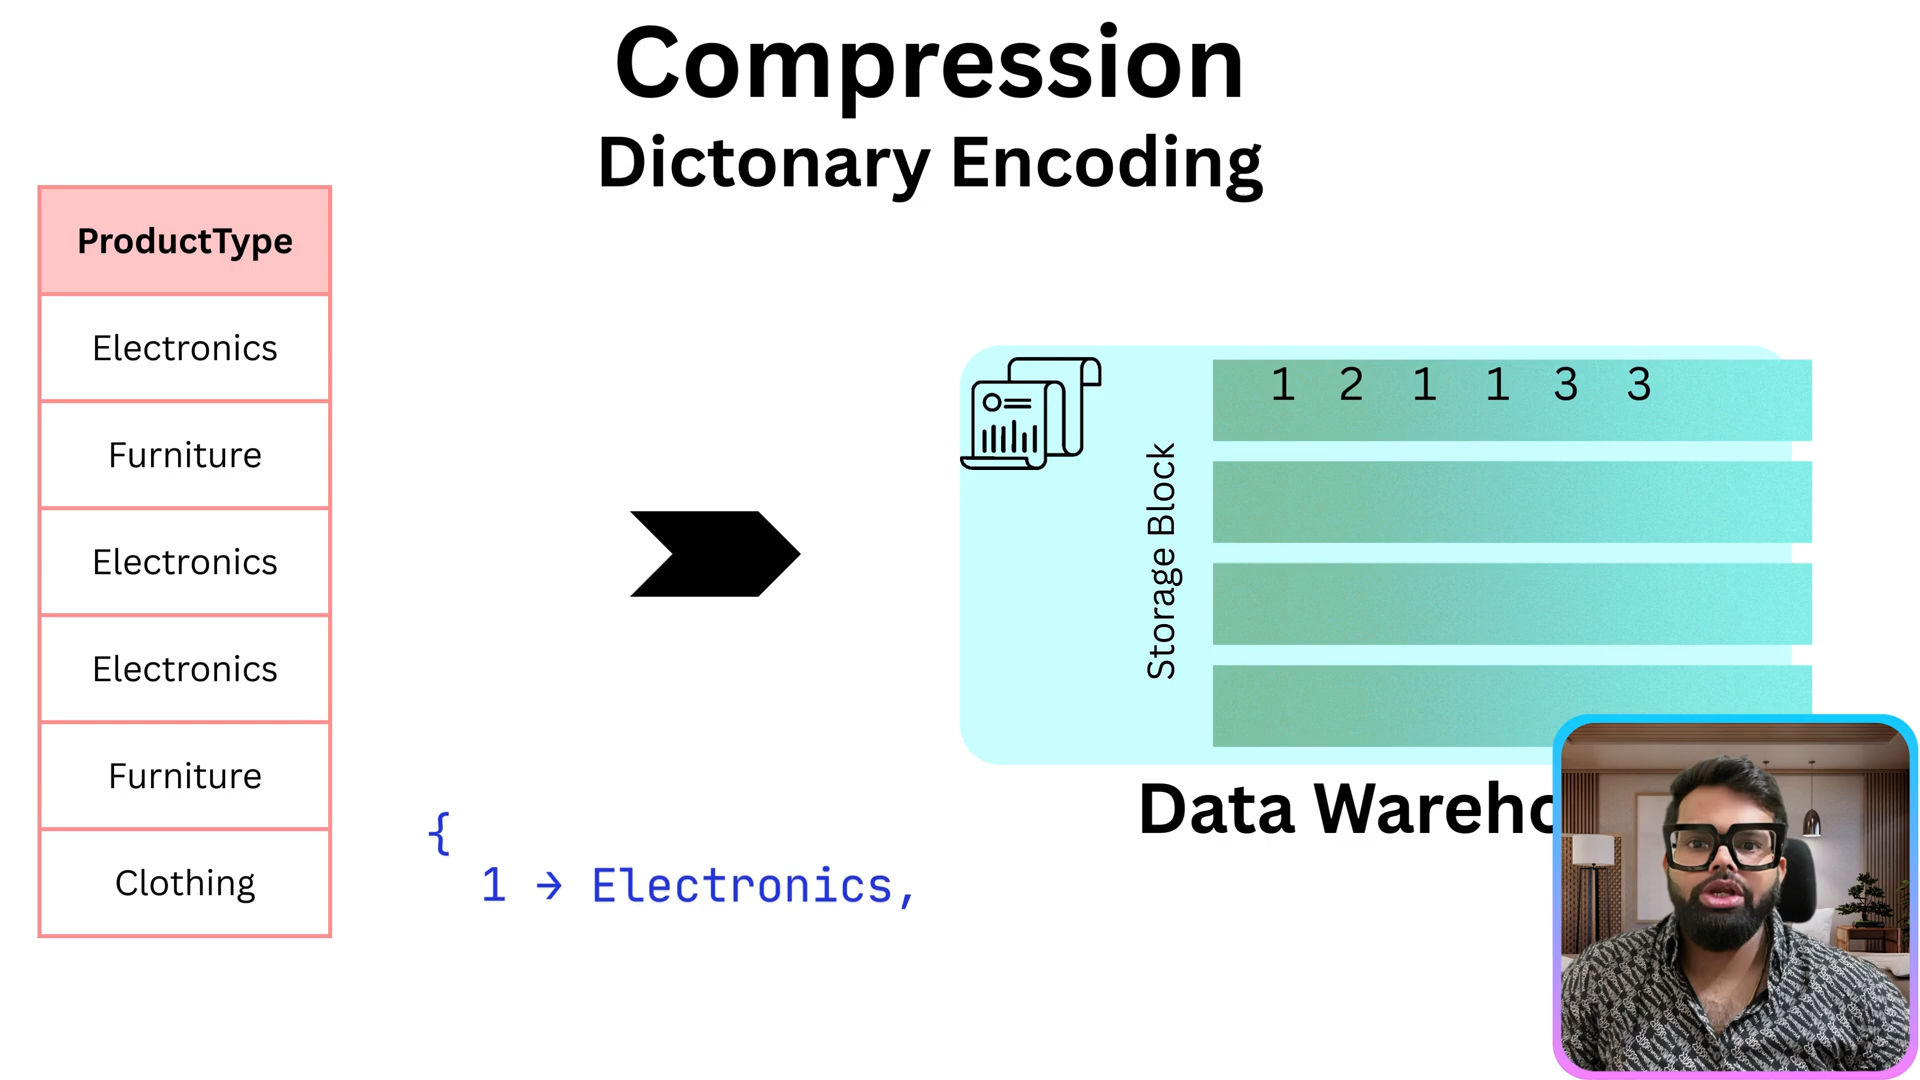 Compression
Dictonary Encoding
ProductType
Electronics
Furniture
Electronics
Electronics
Furniture
Clothing
{
1 → Electronics,
1 2 1 1 3 3
Storage Block
Data